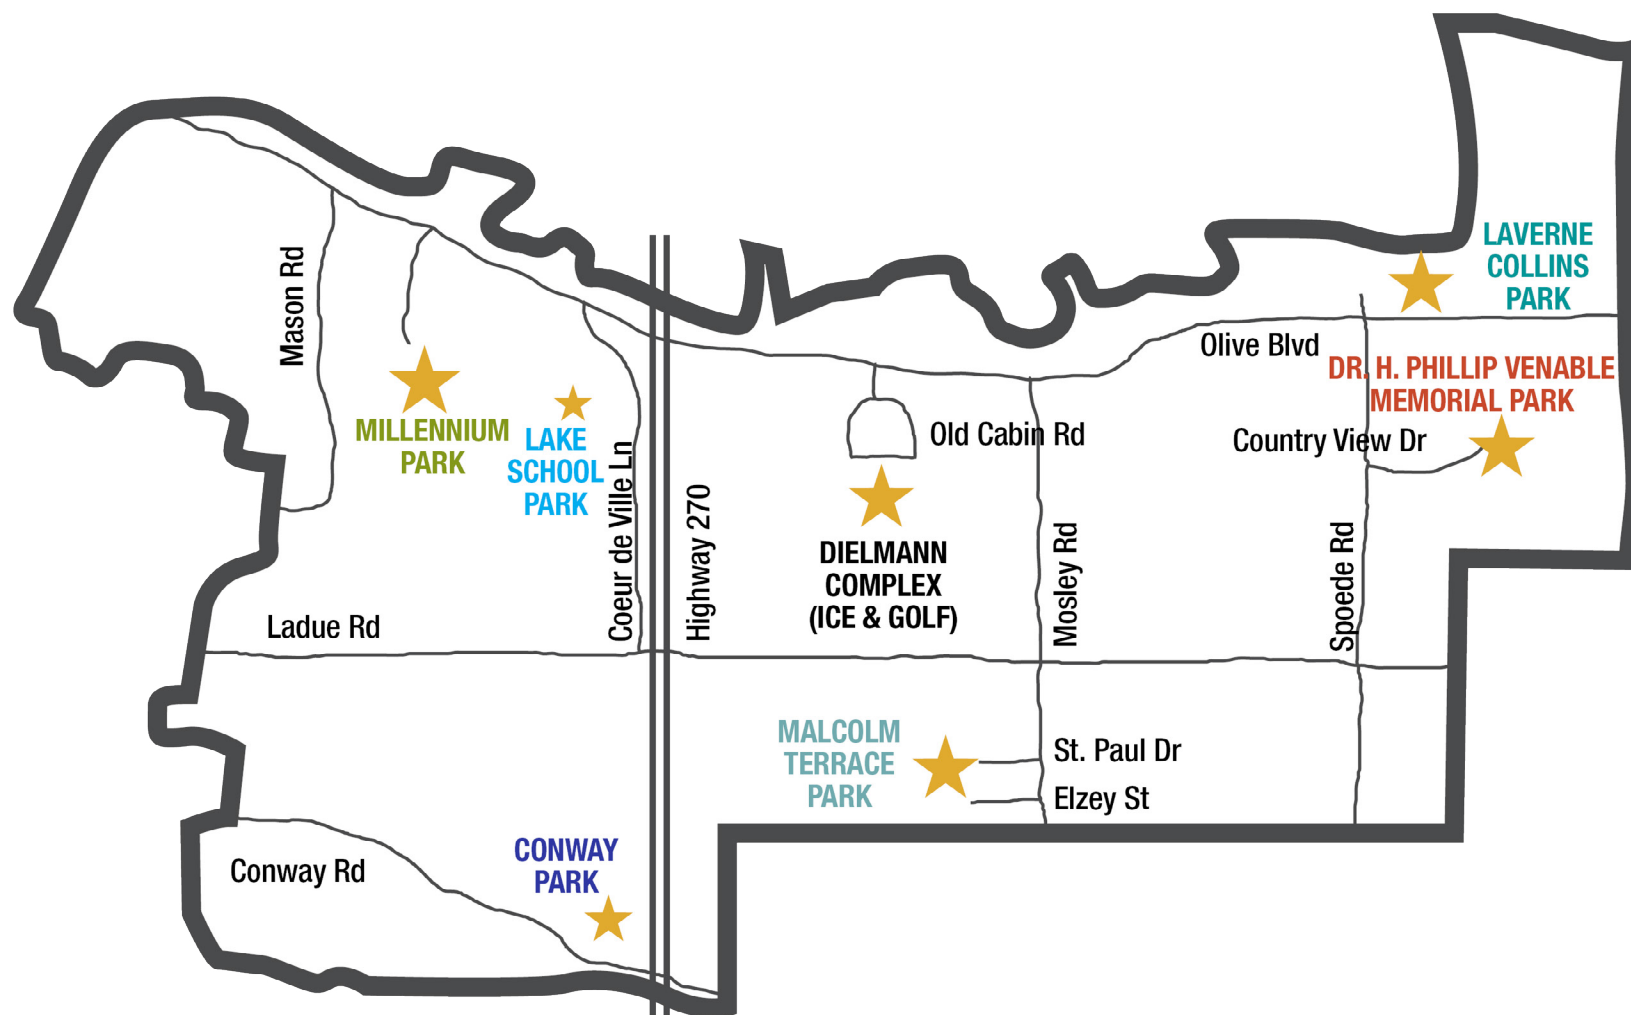 LAVERNE
COLLINS
PARK
Mason Rd
Olive Blvd
DR. H. PHILLIP VENABLE
MEMORIAL PARK
MILLENNIUM
PARK
LAKE
SCHOOL
PARK
Old Cabin Rd
Country View Dr
Coeur de Ville Ln
Highway 270
DIELMANN
COMPLEX
(ICE & GOLF)
Mosley Rd
Spoede Rd
Ladue Rd
MALCOLM
TERRACE
PARK
St. Paul Dr
Elzey St
CONWAY
PARK
Conway Rd